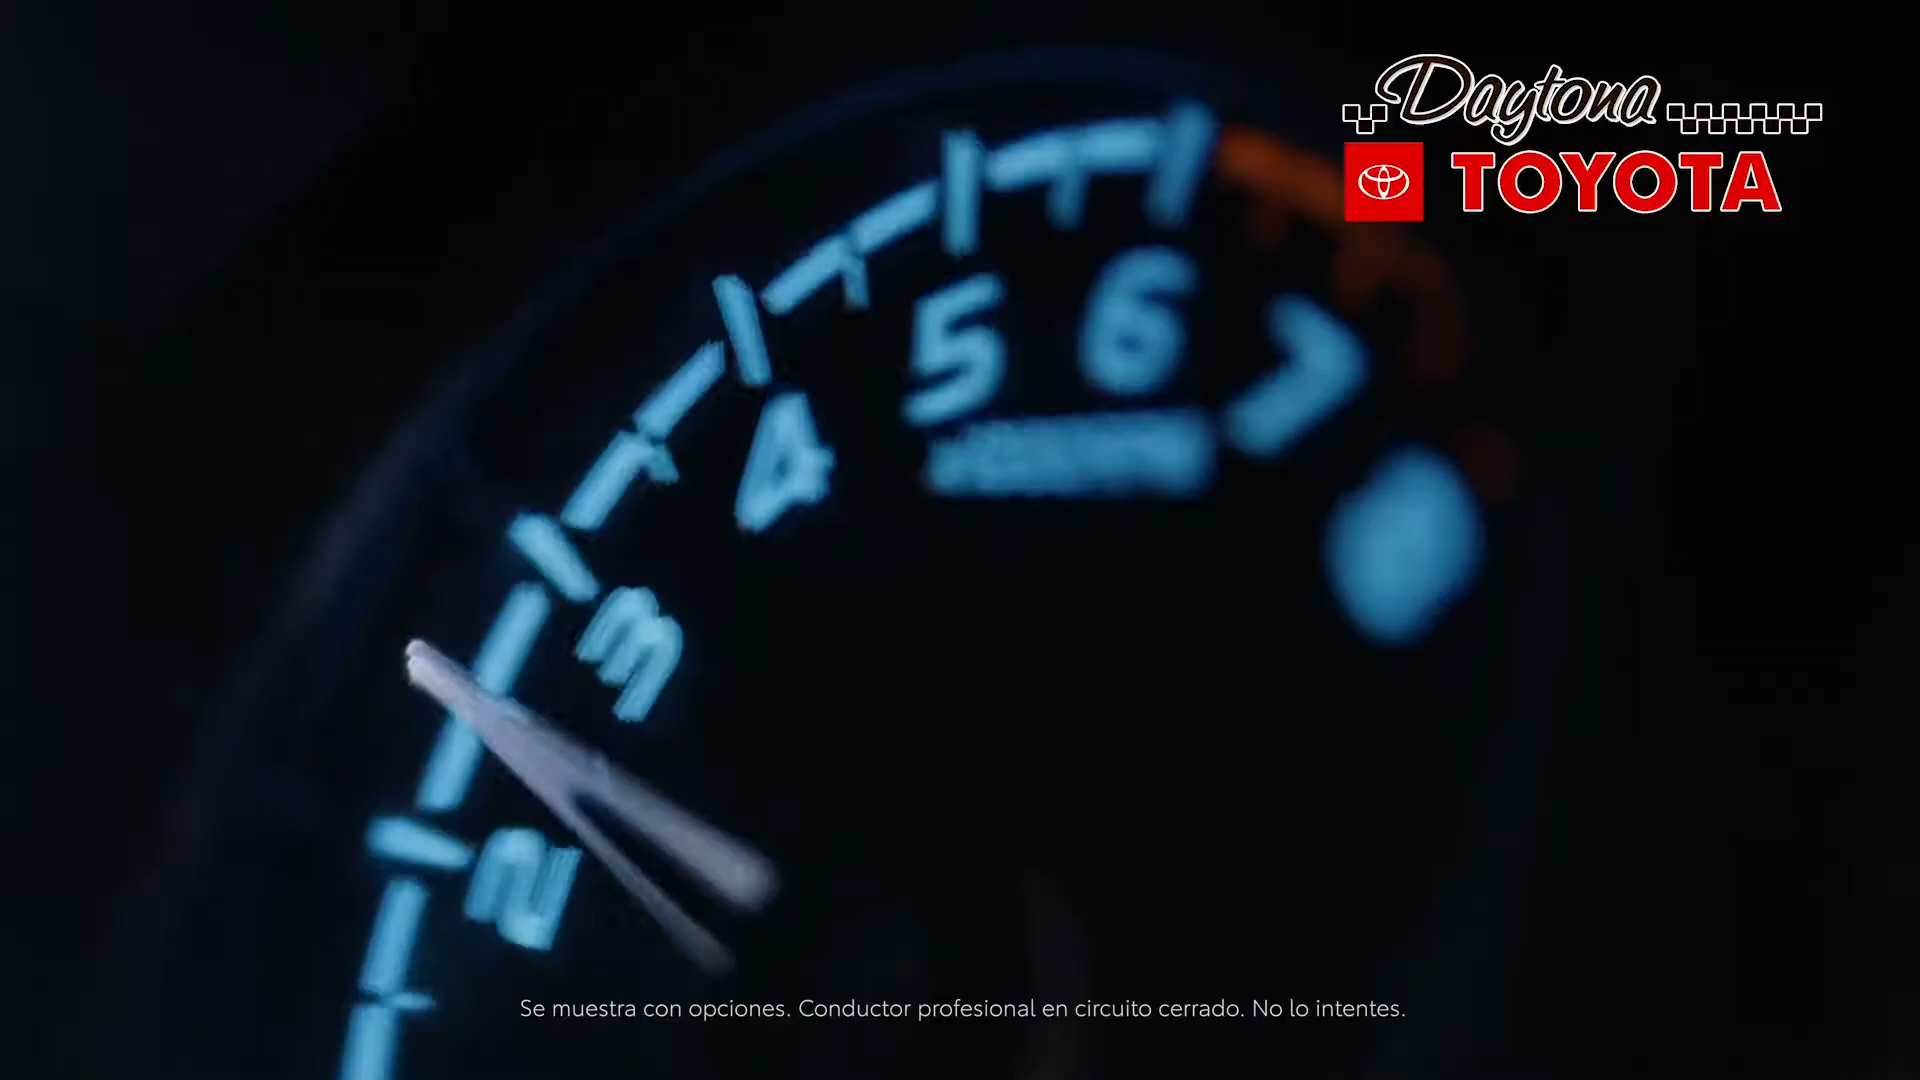 Daytona
TOYOTA
5 6
7
4
3
2
Se muestra con opciones. Conductor profesional en circuito cerrado. No lo intentes.